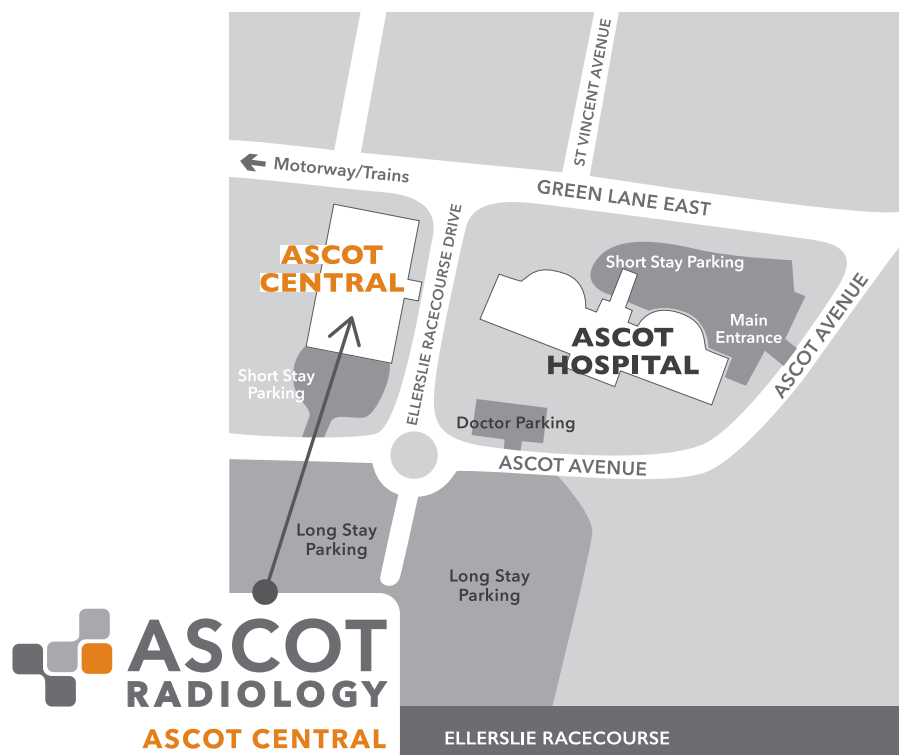 ST VINCENT AVENUE
Motorway/Trains
GREEN LANE EAST
ELLERSLIE RACECOURSE DRIVE
ASCOT
CENTRAL
Short Stay Parking
Main
Entrance
ASCOT AVENUE
ASCOT
HOSPITAL
Short Stay
Parking
Doctor Parking
ASCOT AVENUE
Long Stay
Parking
Long Stay
Parking
ASCOT
RADIOLOGY
ASCOT CENTRAL
ELLERSLIE RACECOURSE